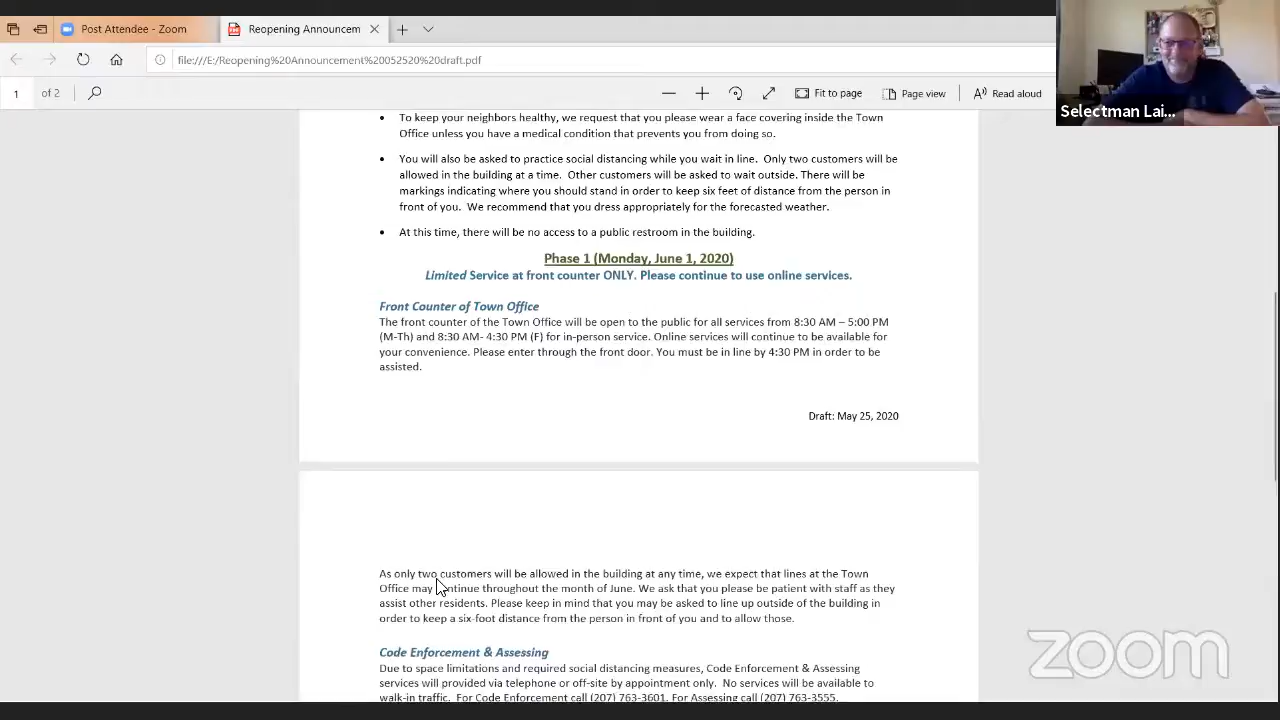 Post Attendee - Zoom
Reopening Announcem
file:///E:/Reopening%20Announcement%20052520%20draft.pdf
1 of 2
Fit to page
Page view
Read aloud
Selectman Lai...
• To keep your neighbors healthy, we request that you please wear a face covering inside the Town
Office unless you have a medical condition that prevents you from doing so.
• You will also be asked to practice social distancing while you wait in line. Only two customers will be
allowed in the building at a time. Other customers will be asked to wait outside. There will be
markings indicating where you should stand in order to keep six feet of distance from the person in
front of you. We recommend that you dress appropriately for the forecasted weather.
• At this time, there will be no access to a public restroom in the building.
Phase 1 (Monday, June 1, 2020)
Limited Service at front counter ONLY. Please continue to use online services.
Front Counter of Town Office
The front counter of the Town Office will be open to the public for all services from 8:30 AM – 5:00 PM
(M-Th) and 8:30 AM- 4:30 PM (F) for in-person service. Online services will continue to be available for
your convenience. Please enter through the front door. You must be in line by 4:30 PM in order to be
assisted.
Draft: May 25, 2020
As only two customers will be allowed in the building at any time, we expect that lines at the Town
Office may continue throughout the month of June. We ask that you please be patient with staff as they
assist other residents. Please keep in mind that you may be asked to line up outside of the building in
order to keep a six-foot distance from the person in front of you and to allow those.
Code Enforcement & Assessing
Due to space limitations and required social distancing measures, Code Enforcement & Assessing
services will provided via telephone or off-site by appointment only. No services will be available to
walk-in traffic. For Code Enforcement call (207) 763-3601. For Assessing call (207) 763-3555.
zoom